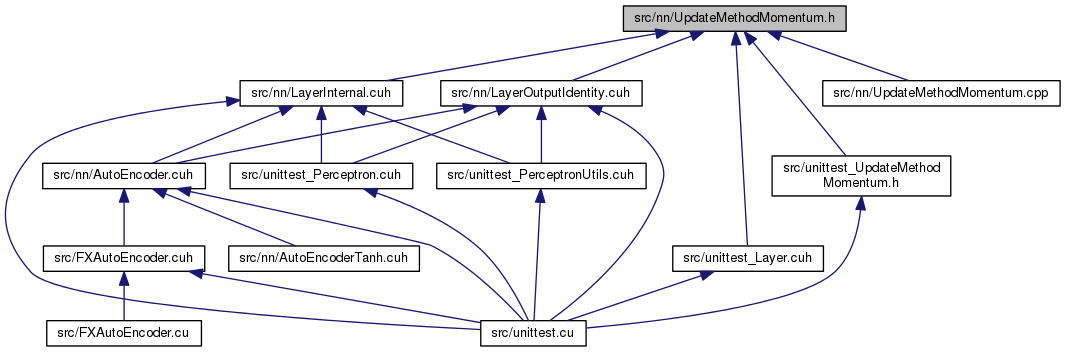 src/nn/UpdateMethodMomentum.h
src/nn/LayerInternal.cuh
src/nn/LayerOutputIdentity.cuh
src/nn/UpdateMethodMomentum.cpp
src/nn/AutoEncoder.cuh
src/unittest_Perceptron.cuh
src/unittest_PerceptronUtils.cuh
src/unittest_UpdateMethod
Momentum.h
src/FXAutoEncoder.cuh
src/nn/AutoEncoderTanh.cuh
src/unittest_Layer.cuh
src/FXAutoEncoder.cu
src/unittest.cu